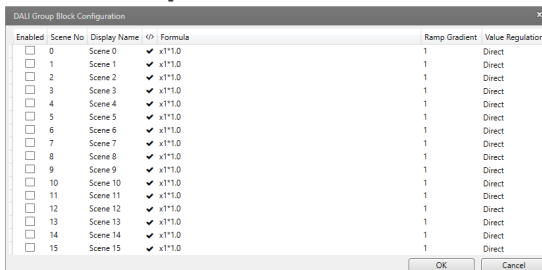 DALI Group Block Configuration x
Enabled Scene No Display Name </> Formula Ramp Gradient Value Regulation
0 Scene 0 ✔ x1*1.0 1 Direct
1 Scene 1 ✔ x1*1.0 1 Direct
2 Scene 2 ✔ x1*1.0 1 Direct
3 Scene 3 ✔ x1*1.0 1 Direct
4 Scene 4 ✔ x1*1.0 1 Direct
5 Scene 5 ✔ x1*1.0 1 Direct
6 Scene 6 ✔ x1*1.0 1 Direct
7 Scene 7 ✔ x1*1.0 1 Direct
8 Scene 8 ✔ x1*1.0 1 Direct
9 Scene 9 ✔ x1*1.0 1 Direct
10 Scene 10 ✔ x1*1.0 1 Direct
11 Scene 11 ✔ x1*1.0 1 Direct
12 Scene 12 ✔ x1*1.0 1 Direct
13 Scene 13 ✔ x1*1.0 1 Direct
14 Scene 14 ✔ x1*1.0 1 Direct
15 Scene 15 ✔ x1*1.0 1 Direct
OK Cancel